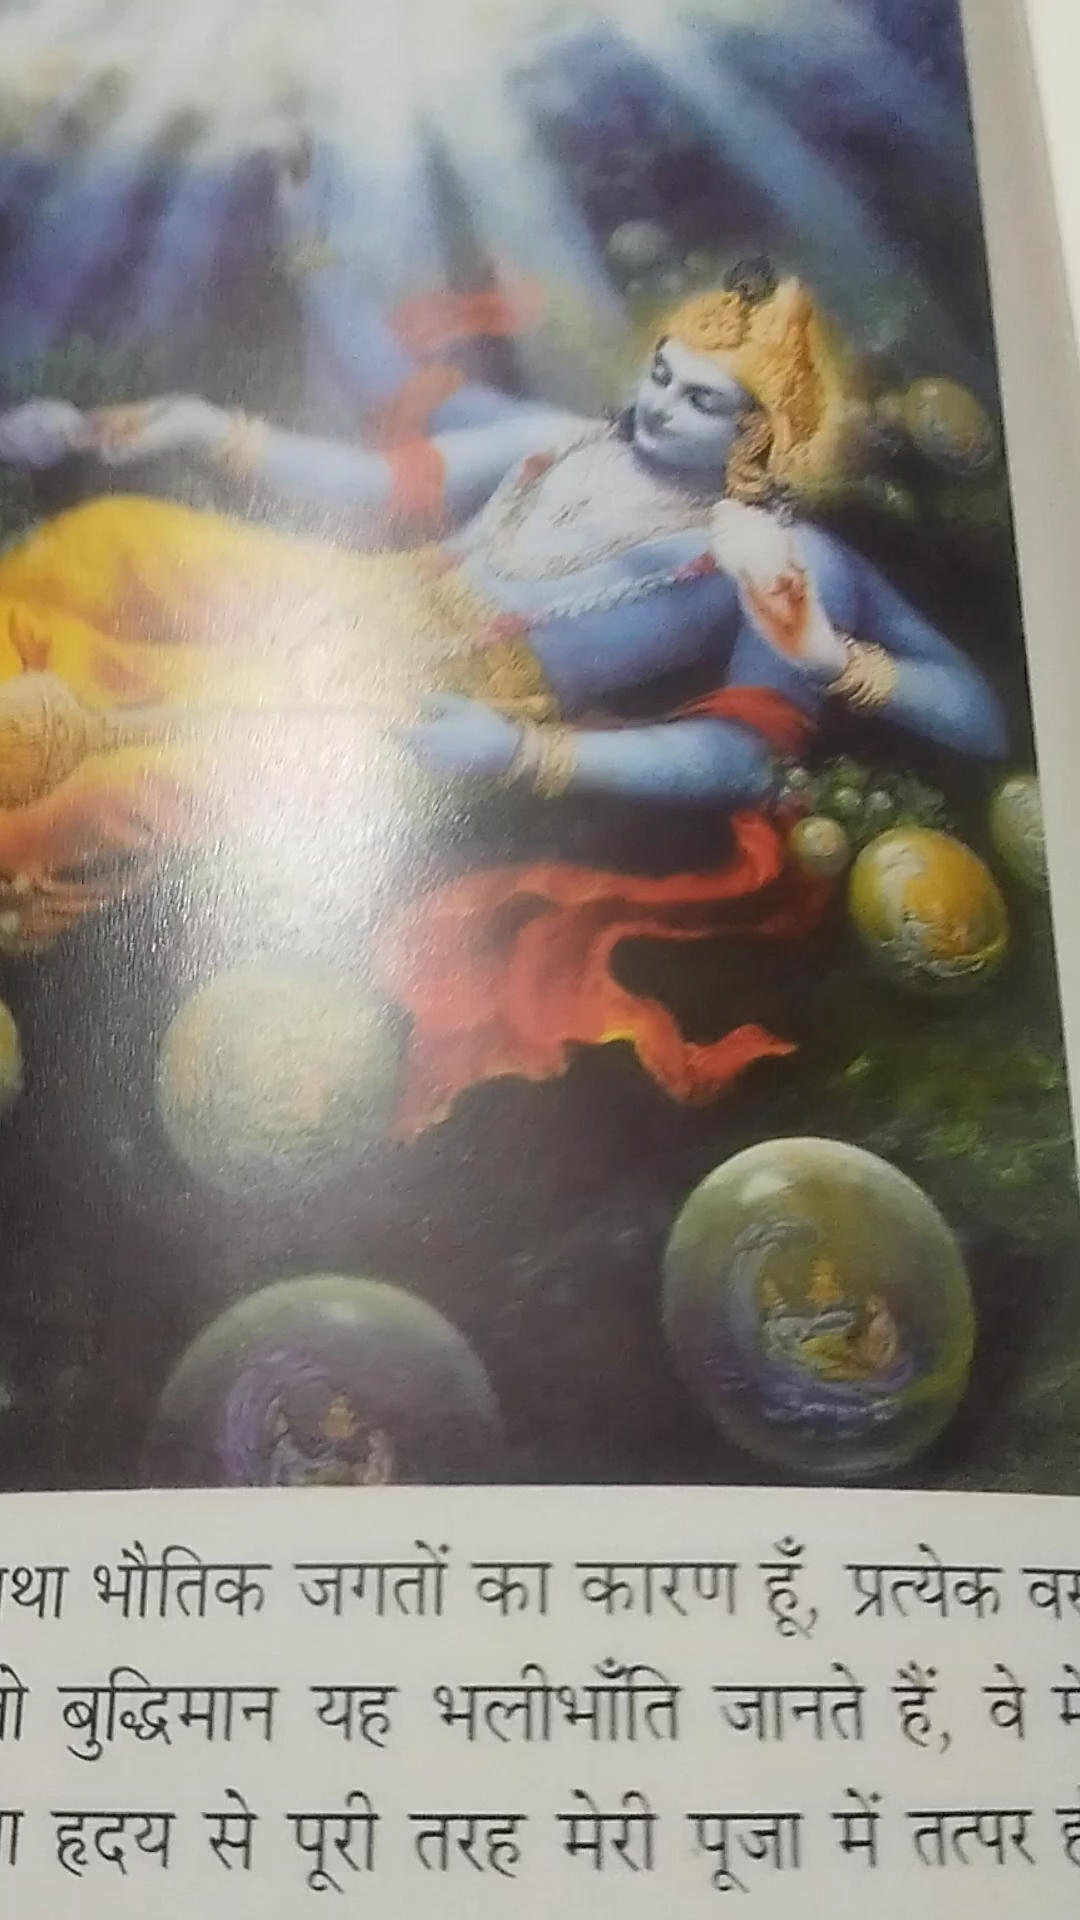 भौतिक जगतों का कारण हूँ, प्रत्येक
बुद्धिमान यह भलीभाँति जानते हैं, वे
हृदय से पूरी तरह मेरी पूजा में तत्पर